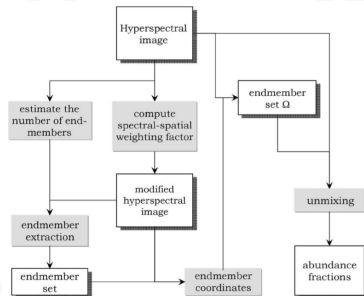 Hyperspectral
image
estimate the
number of end-
members
compute
spectral-spatial
weighting factor
endmember
set Ω
modified
hyperspectral
image
unmixing
endmember
extraction
endmember
set
endmember
coordinates
abundance
fractions